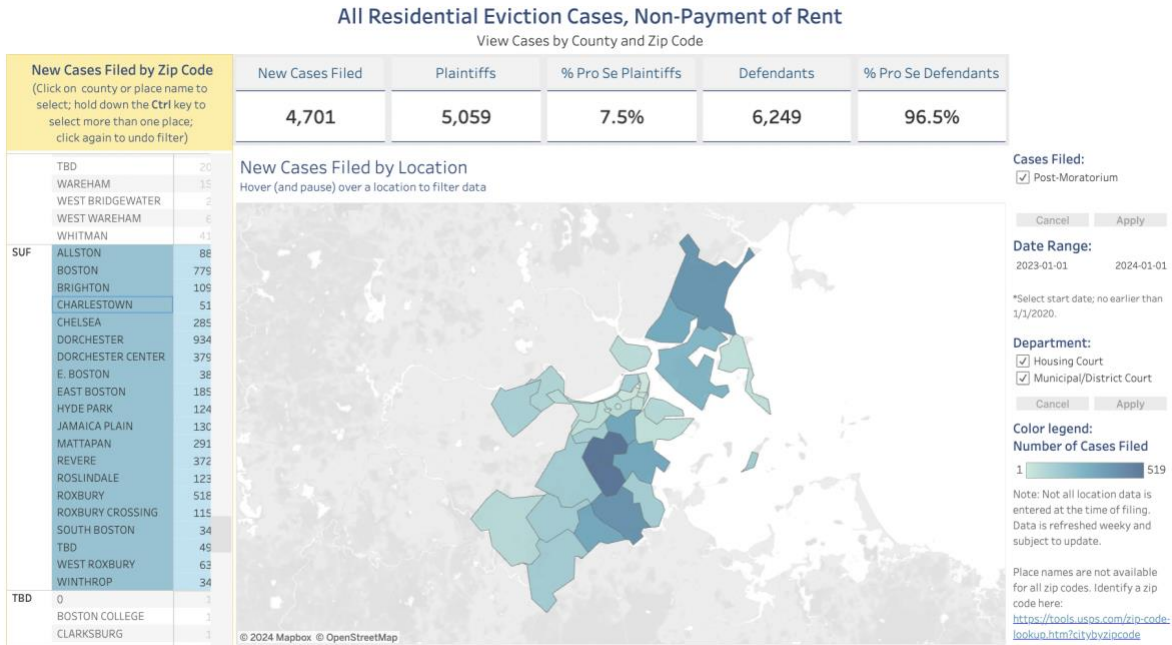 All Residential Eviction Cases, Non-Payment of Rent
View Cases by County and Zip Code
New Cases Filed by Zip Code
(Click on county or place name to
select; hold down the Ctrl key to
select more than one place;
click again to undo filter)
New Cases Filed
Plaintiffs
% Pro Se Plaintiffs
Defendants
% Pro Se Defendants
4,701
5,059
7.5%
6,249
96.5%
TBD 20
WAREHAM 15
WEST BRIDGEWATER 2
WEST WAREHAM 6
WHITMAN 41
SUF ALLSTON 88
BOSTON 779
BRIGHTON 109
CHARLESTOWN 51
CHELSEA 285
DORCHESTER 934
DORCHESTER CENTER 379
E. BOSTON 38
EAST BOSTON 185
HYDE PARK 124
JAMAICA PLAIN 130
MATTAPAN 291
REVERE 372
ROSLINDALE 123
ROXBURY 518
ROXBURY CROSSING 115
SOUTH BOSTON 34
TBD 49
WEST ROXBURY 63
WINTHROP 34
TBD 0 1
BOSTON COLLEGE 1
CLARKSBURG 1
New Cases Filed by Location
Hover (and pause) over a location to filter data
© 2024 Mapbox © OpenStreetMap
Cases Filed:
Post-Moratorium
Cancel Apply
Date Range:
2023-01-01 2024-01-01
*Select start date; no earlier than
1/1/2020.
Department:
Housing Court
Municipal/District Court
Cancel Apply
Color legend:
Number of Cases Filed
1 519
Note: Not all location data is
entered at the time of filing.
Data is refreshed weekly and
subject to update.
Place names are not available
for all zip codes. Identify a zip
code here:
https://tools.usps.com/zip-code-
lookup.htm?citybyzipcode